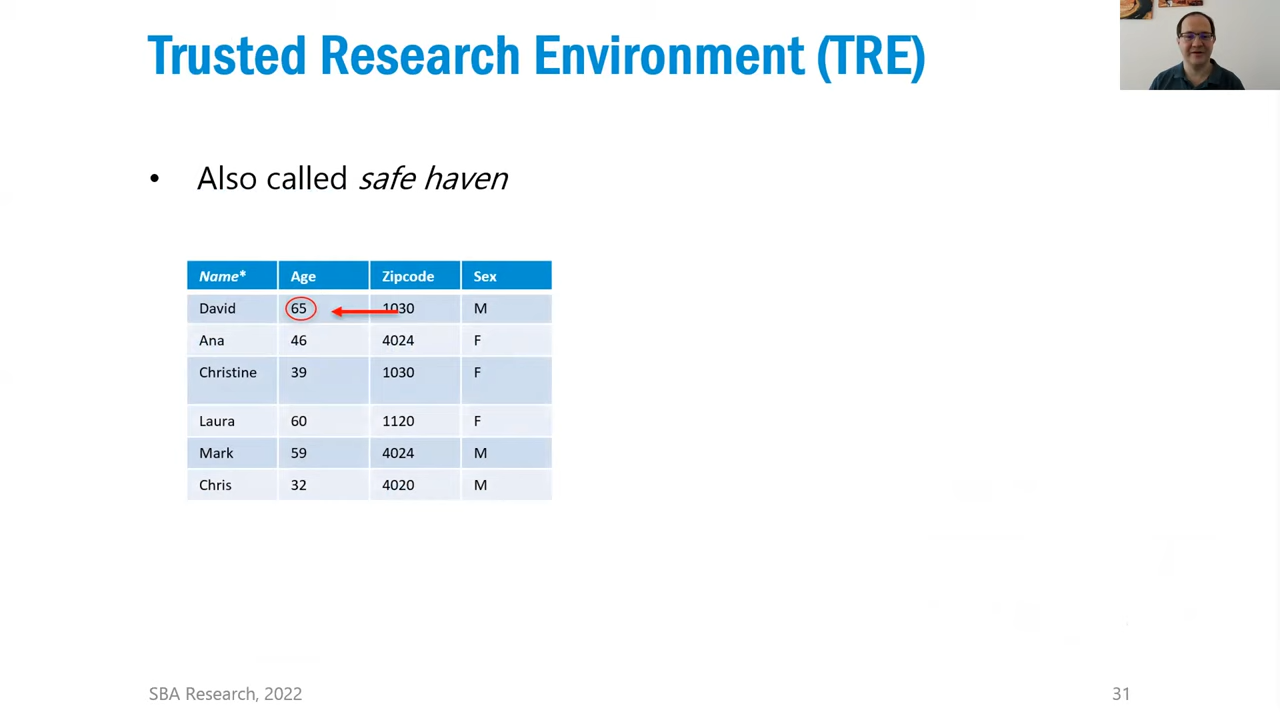 Trusted Research Environment (TRE)
• Also called safe haven
Name* Age Zipcode Sex
David 65 1030 M
Ana 46 4024 F
Christine 39 1030 F
Laura 60 1120 F
Mark 59 4024 M
Chris 32 4020 M
SBA Research, 2022 31